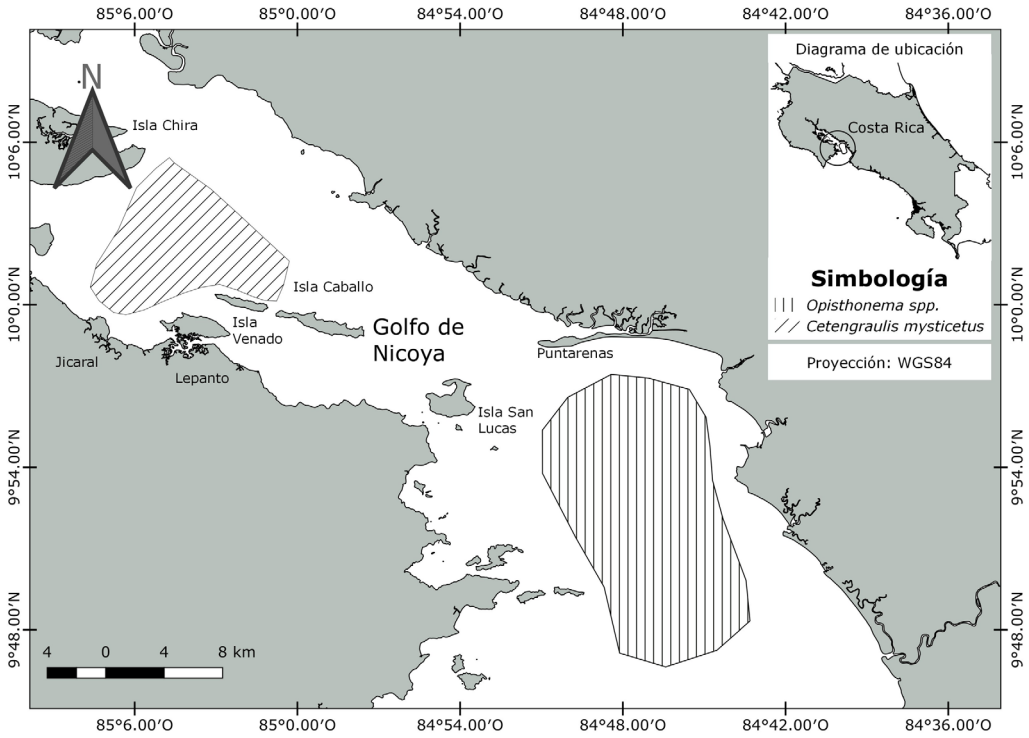 85°6.00′O 85°0.00′O 84°54.00′O 84°48.00′O 84°42.00′O 84°36.00′O
Diagrama de ubicación
Costa Rica
N
10°6.00′N
10°6.00′N
Isla Chira
Simbología
Opisthonema spp.
Cetengraulis mysticetus
Proyección: WGS84
Isla Caballo
10°0.00′N
10°0.00′N
Isla
Venado
Golfo de
Nicoya
Puntarenas
Jicaral
Lepanto
Isla San
Lucas
9°54.00′N
9°54.00′N
9°48.00′N
9°48.00′N
4 0 4 8 km
85°6.00′O 85°0.00′O 84°54.00′O 84°48.00′O 84°42.00′O 84°36.00′O